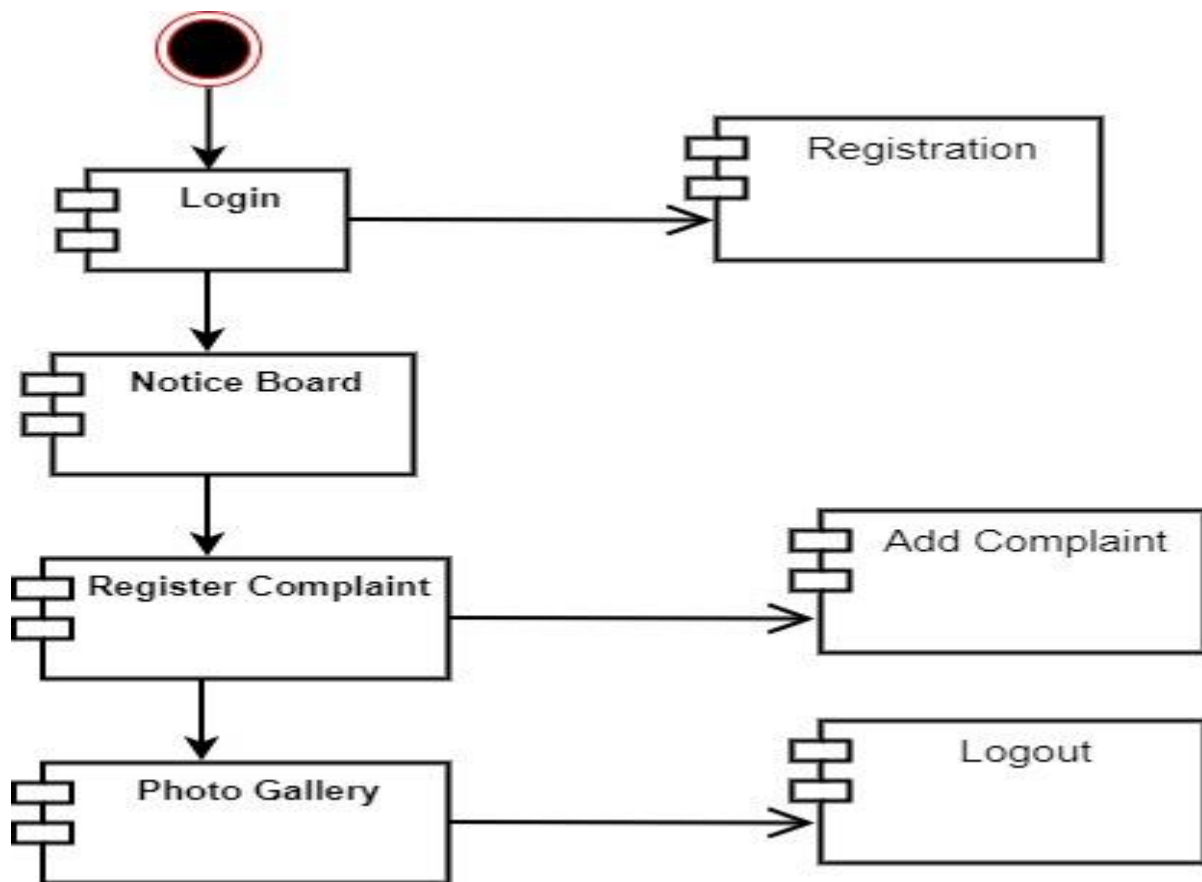 Login
Registration
Notice Board
Register Complaint
Add Complaint
Photo Gallery
Logout